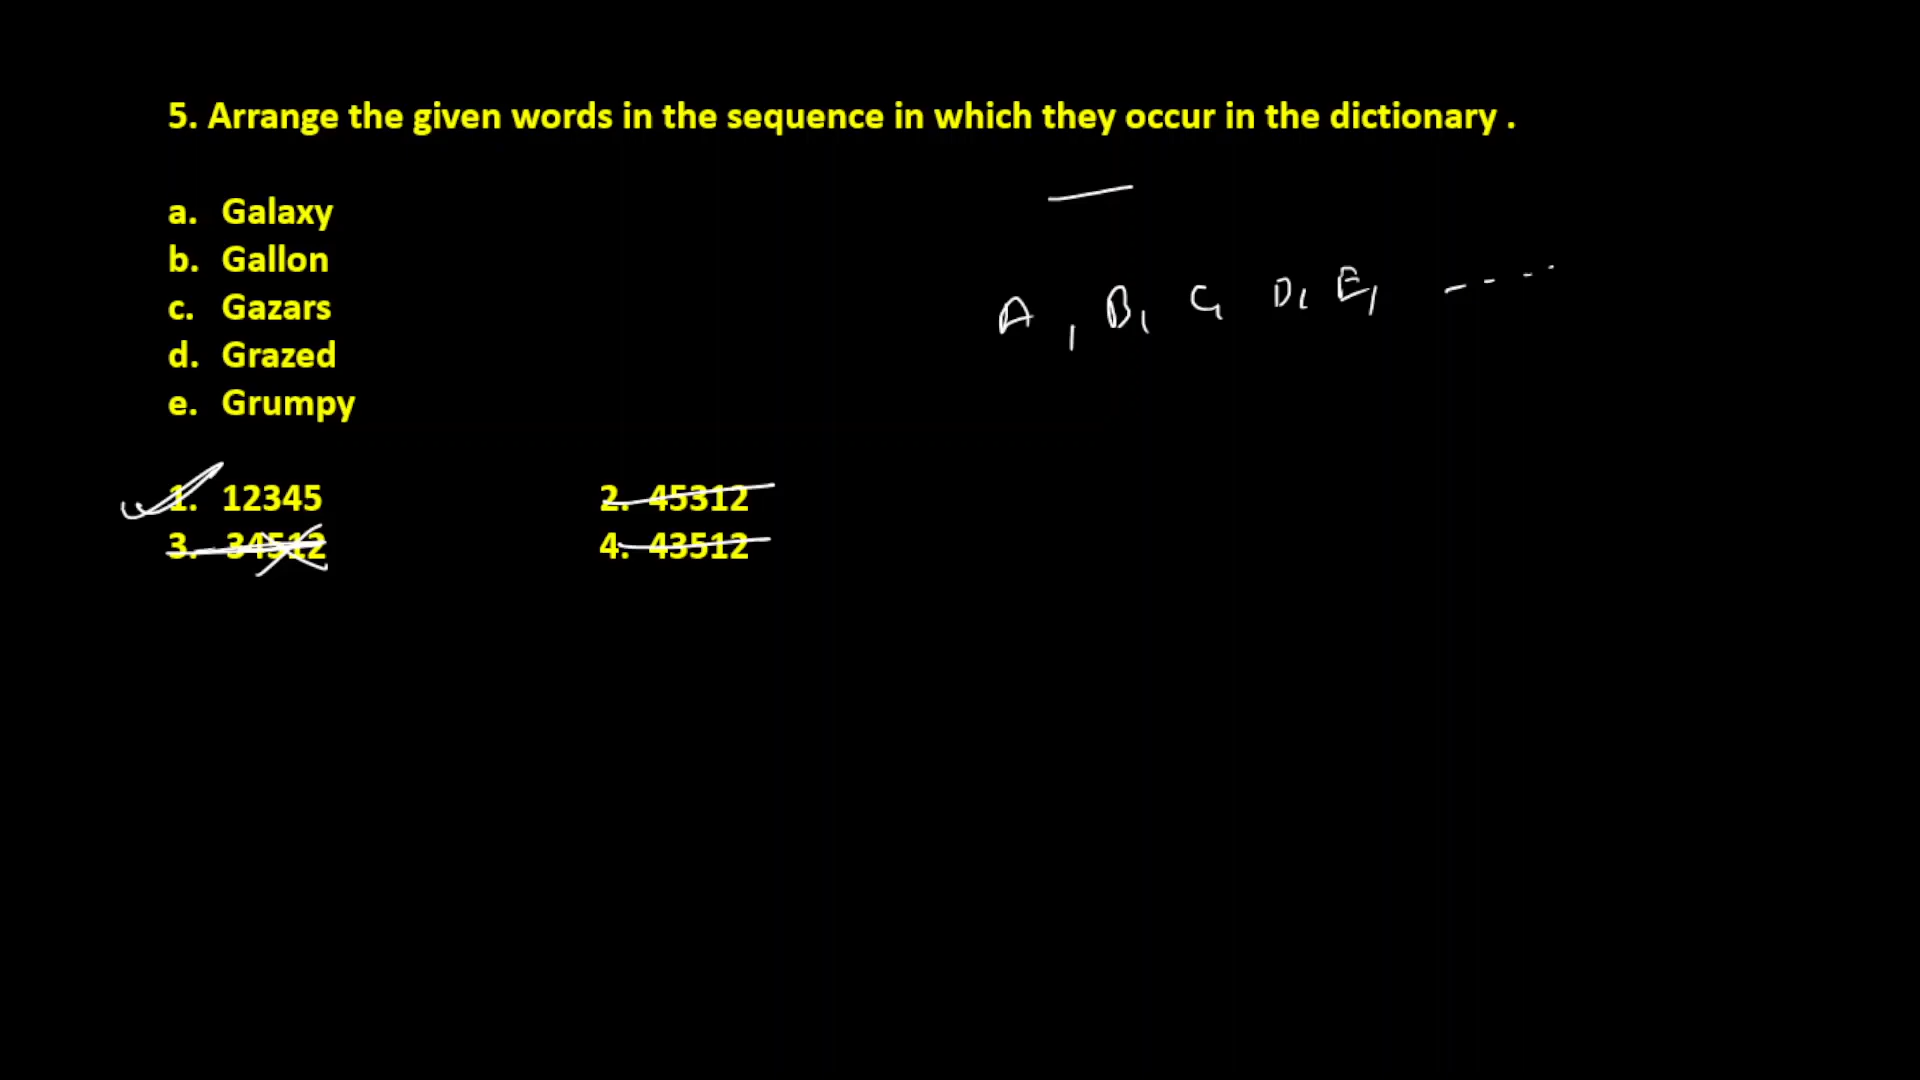 5. Arrange the given words in the sequence in which they occur in the dictionary .
a. Galaxy
b. Gallon
c. Gazars
d. Grazed
e. Grumpy
A , B, C, D, E, -----
1. 12345 2. 45312
3. 34512 4. 43512